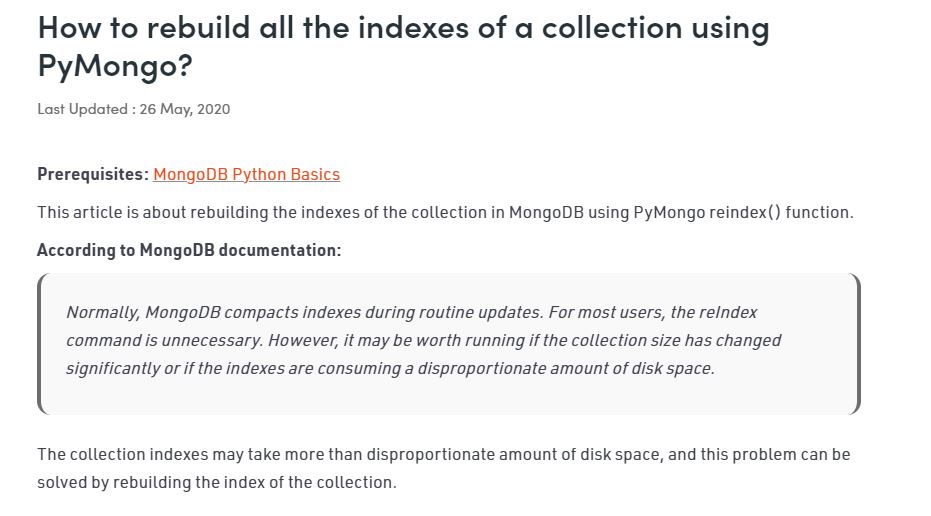 How to rebuild all the indexes of a collection using
PyMongo?
Last Updated : 26 May, 2020
Prerequisites: MongoDB Python Basics
This article is about rebuilding the indexes of the collection in MongoDB using PyMongo reindex() function.
According to MongoDB documentation:
Normally, MongoDB compacts indexes during routine updates. For most users, the reIndex
command is unnecessary. However, it may be worth running if the collection size has changed
significantly or if the indexes are consuming a disproportionate amount of disk space.
The collection indexes may take more than disproportionate amount of disk space, and this problem can be
solved by rebuilding the index of the collection.